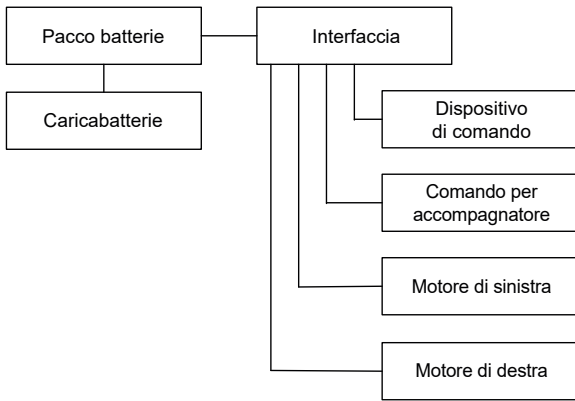 Pacco batterie
Interfaccia
Caricabatterie
Dispositivo
di comando
Comando per
accompagnatore
Motore di sinistra
Motore di destra